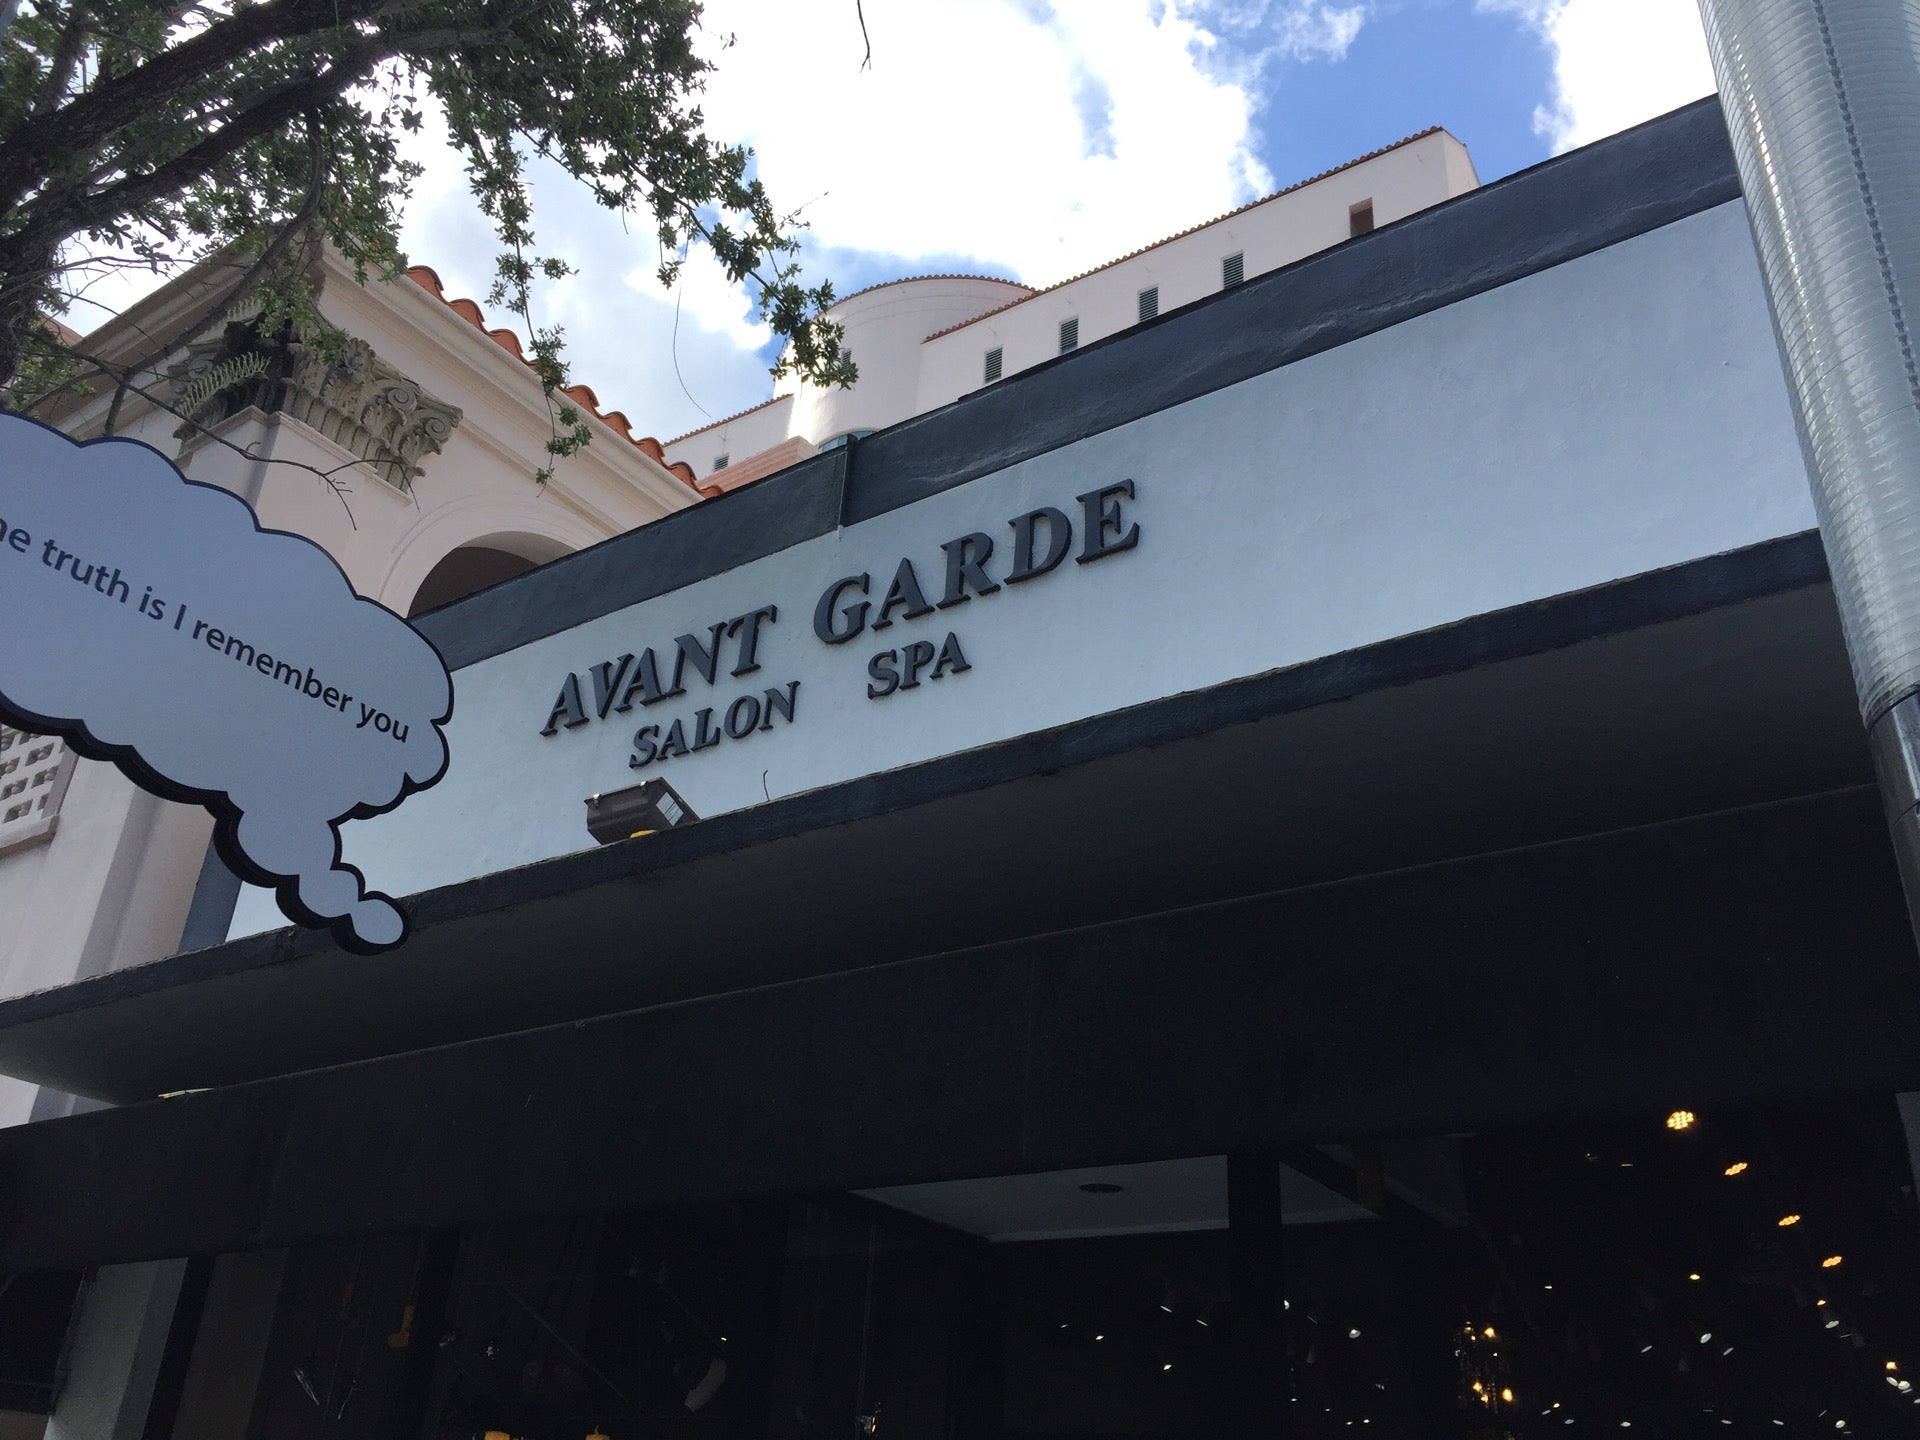 truth is I remember you
AVANT GARDE
SALON SPA